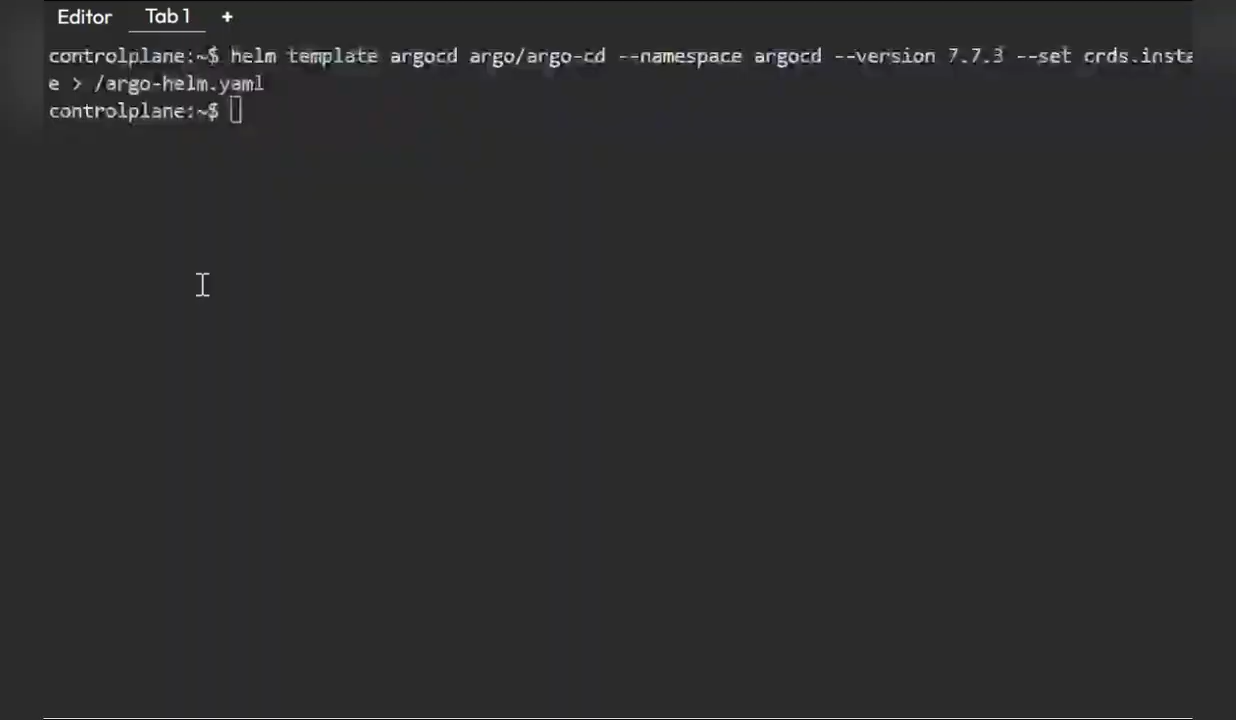 Editor Tab 1 +
controlplane:~$ helm template argocd argo/argo-cd --namespace argocd --version 7.7.3 --set crds.insta
e > /argo-helm.yaml
controlplane:~$